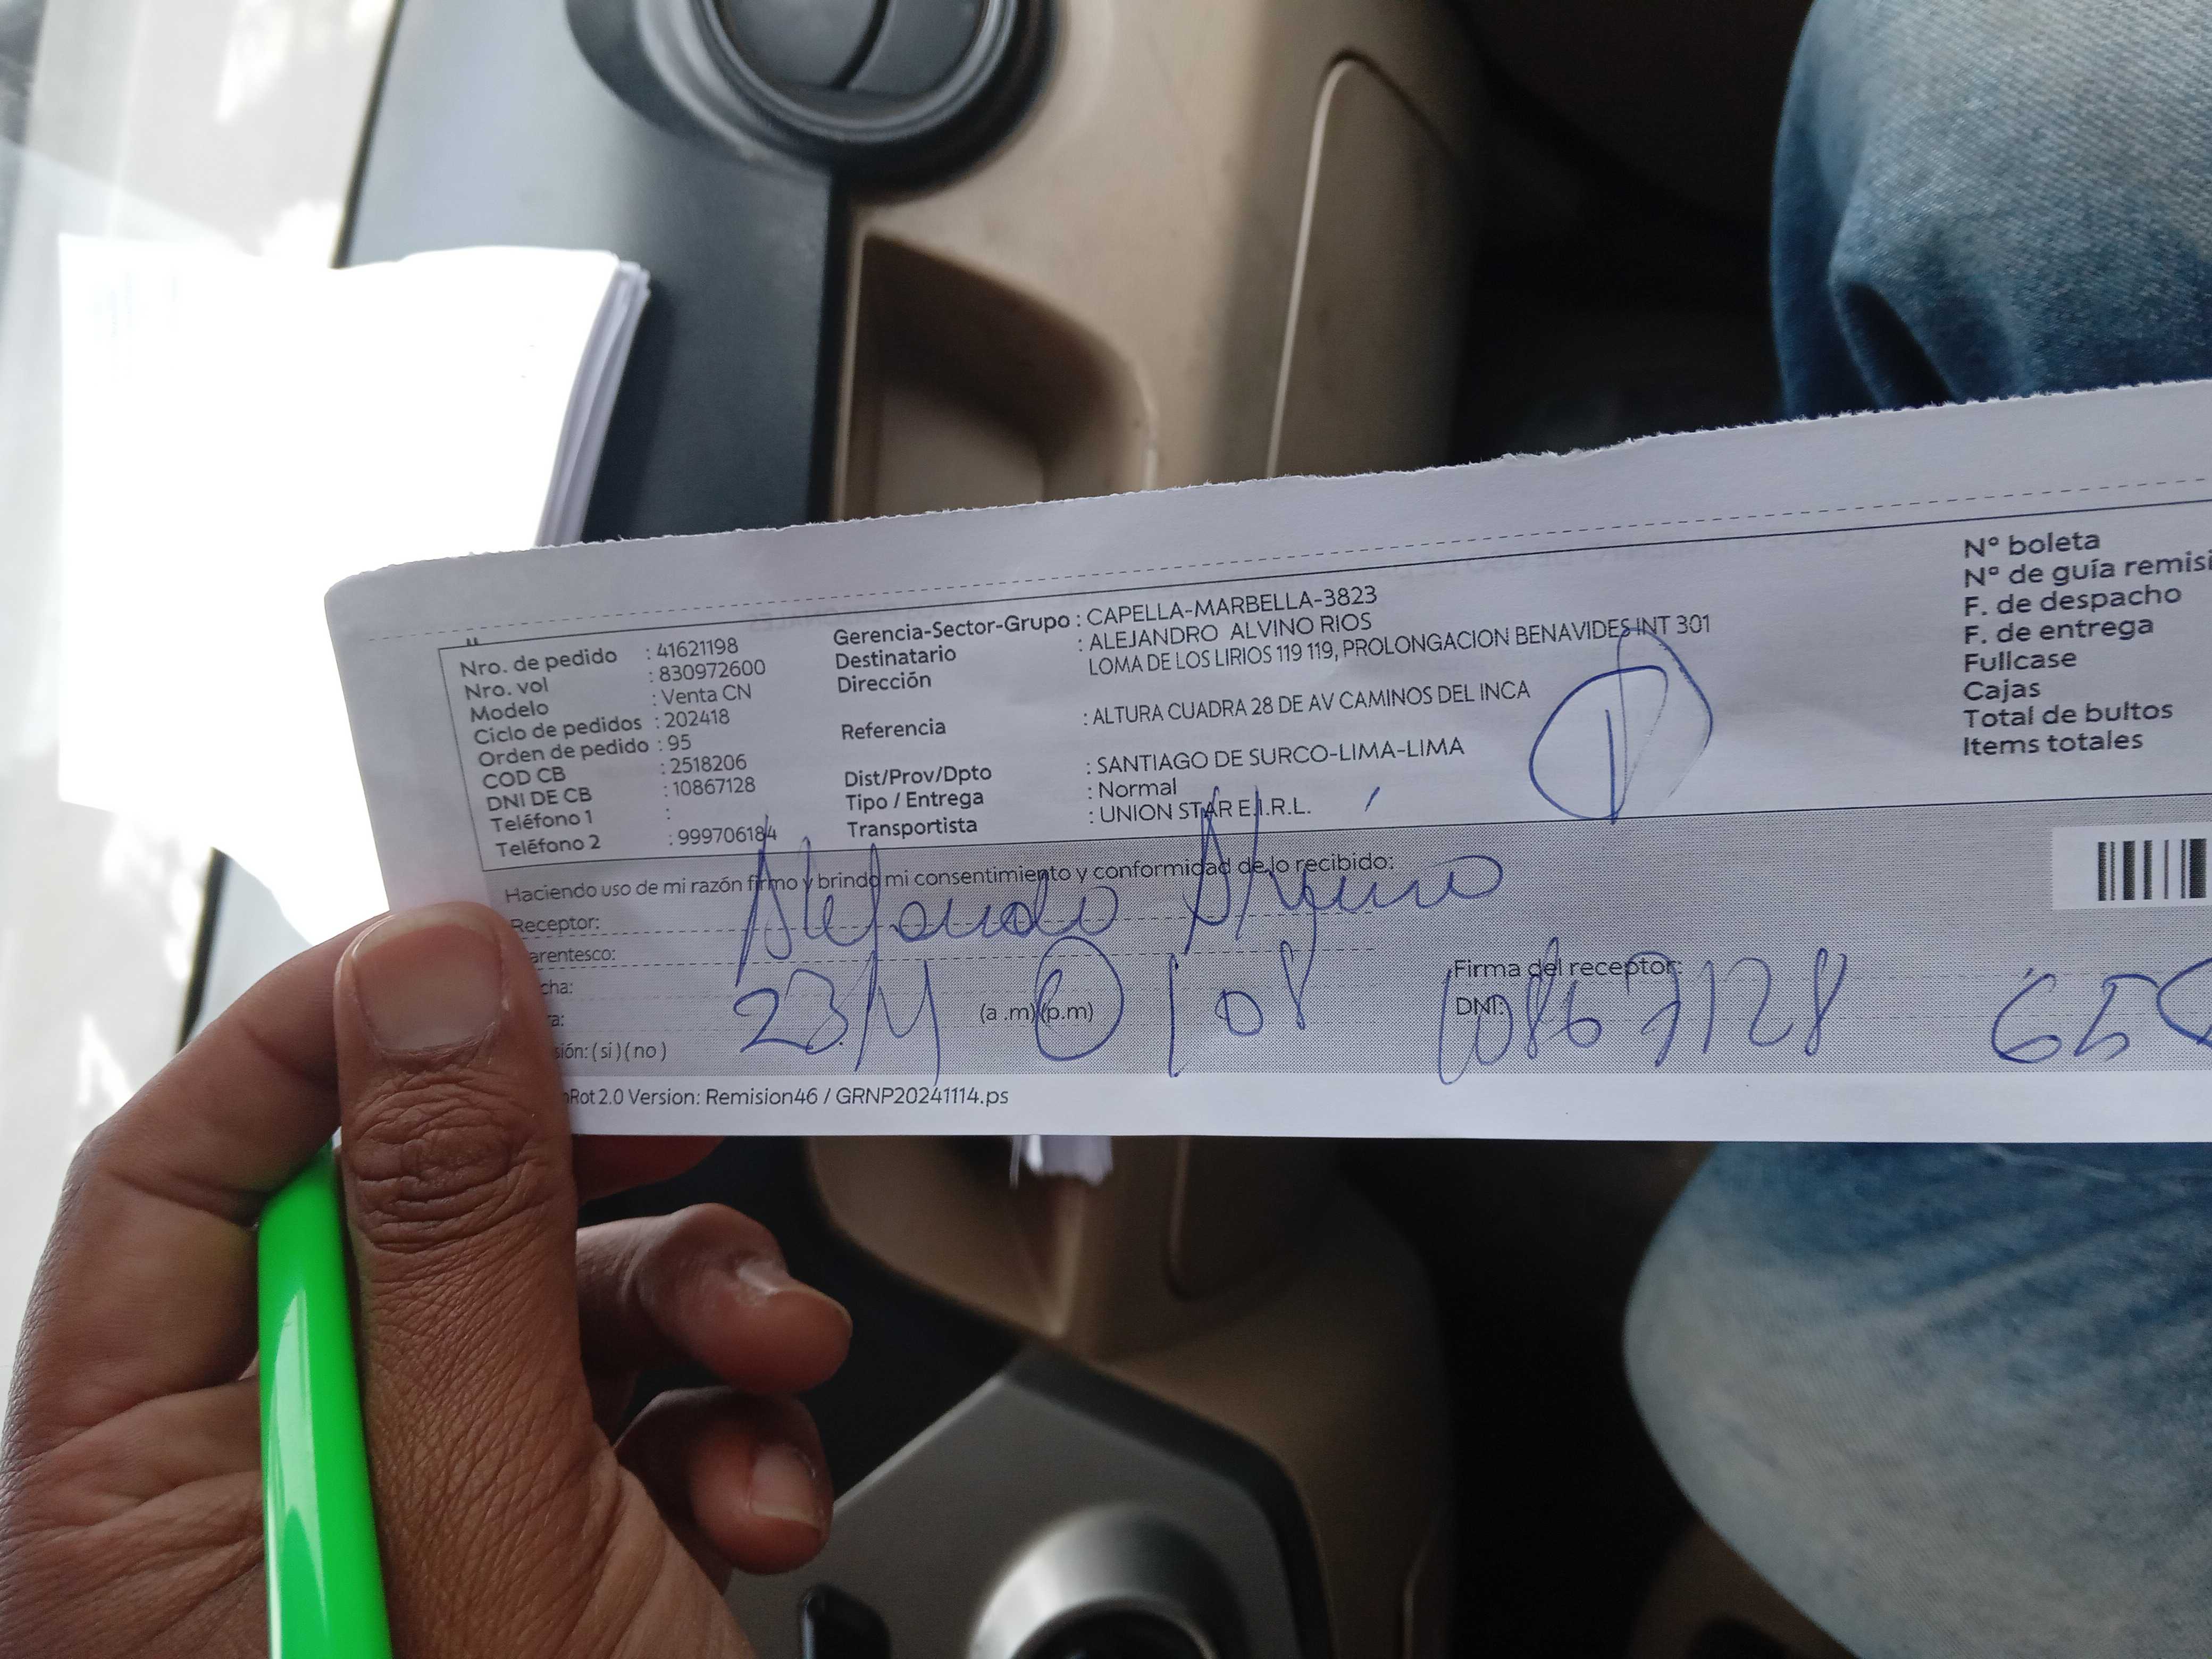 Nro. de pedido : 41621198
Nro. vol : 830972600
Modelo : Venta CN
Ciclo de pedidos : 202418
Orden de pedido : 95
COD CB : 2518206
DNI DE CB : 10867128
Teléfono 1 :
Teléfono 2 : 999706184
Gerencia-Sector-Grupo : CAPELLA-MARBELLA-3823
Destinatario : ALEJANDRO ALVINO RIOS
Dirección LOMA DE LOS LIRIOS 119 119, PROLONGACION BENAVIDES INT 301
Referencia : ALTURA CUADRA 28 DE AV CAMINOS DEL INCA
Dist/Prov/Dpto : SANTIAGO DE SURCO-LIMA-LIMA
Tipo / Entrega : Normal
Transportista : UNION STAR E.I.R.L.
N° boleta
N° de guía remisi
F. de despacho
F. de entrega
Fullcase
Cajas
Total de bultos
Items totales
Haciendo uso de mi razón firmo y brindo mi consentimiento y conformidad de lo recibido:
Receptor: Alejandro
arentesco:
cha:
a: (a .m) (p.m)
sión: ( si ) ( no )
Firma del receptor:
DNI: 10867128
Rot 2.0 Version: Remision46 / GRNP20241114.ps